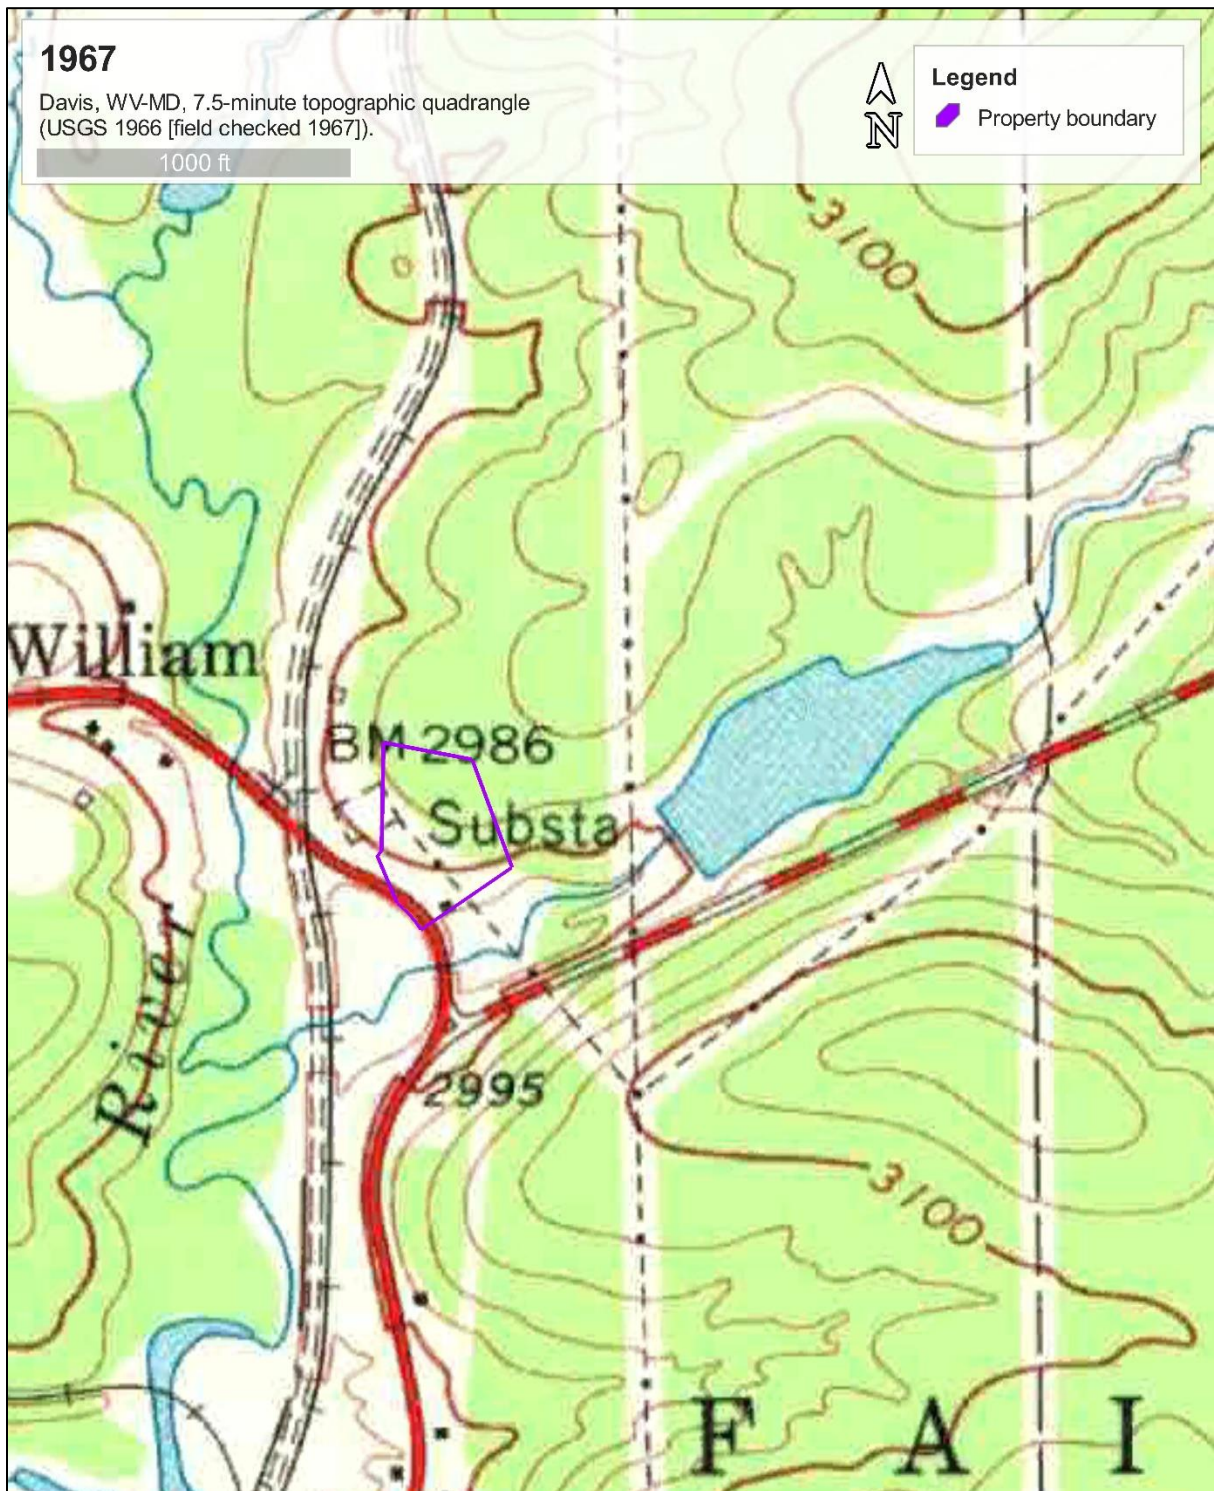 1967
Davis, WV-MD, 7.5-minute topographic quadrangle
(USGS 1966 [field checked 1967]).
1000 ft
N
Legend
Property boundary
3100
William
BM 2986
Substa
River
2995
3100
F A I